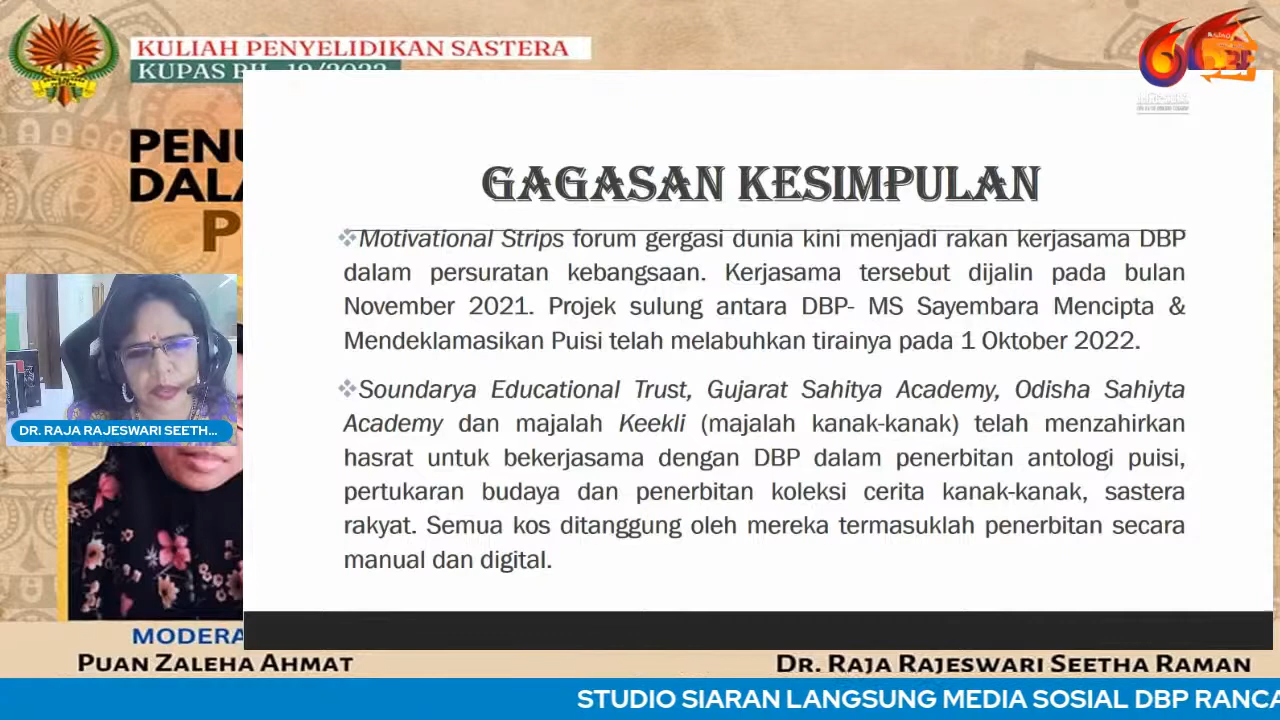 KULIAH PENYELIDIKAN SASTERA
KUPAS BIL. 19/2022
PENU
DALA
P
GAGASAN KESIMPULAN
❖Motivational Strips forum gergasi dunia kini menjadi rakan kerjasama DBP
dalam persuratan kebangsaan. Kerjasama tersebut dijalin pada bulan
November 2021. Projek sulung antara DBP- MS Sayembara Mencipta &
Mendeklamasikan Puisi telah melabuhkan tirainya pada 1 Oktober 2022.
❖Soundarya Educational Trust, Gujarat Sahitya Academy, Odisha Sahiyta
Academy dan majalah Keekli (majalah kanak-kanak) telah menzahirkan
hasrat untuk bekerjasama dengan DBP dalam penerbitan antologi puisi,
pertukaran budaya dan penerbitan koleksi cerita kanak-kanak, sastera
rakyat. Semua kos ditanggung oleh mereka termasuklah penerbitan secara
manual dan digital.
DR. RAJA RAJESWARI SEETH...
MODERA
PUAN ZALEHA AHMAT
DR. RAJA RAJESWARI SEETHA RAMAN
STUDIO SIARAN LANGSUNG MEDIA SOSIAL DBP RANCA